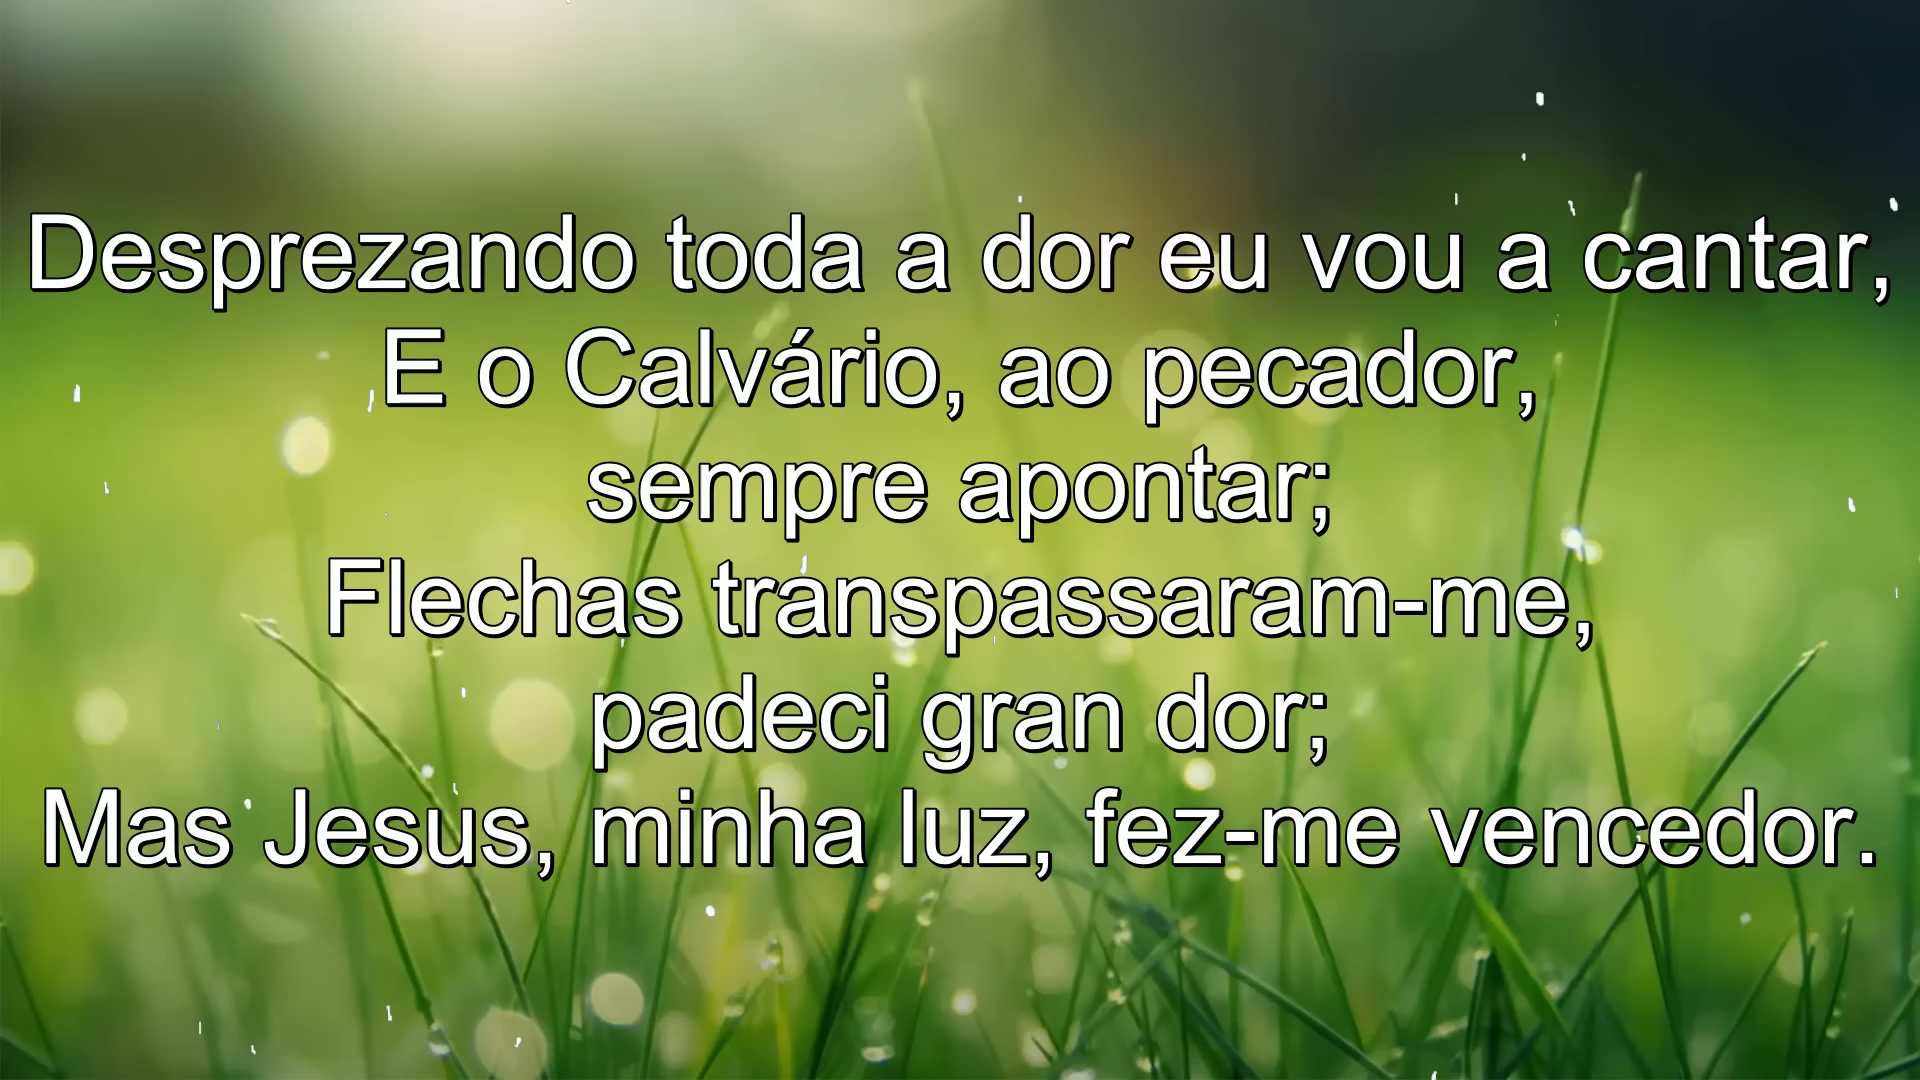 Desprezando toda a dor eu vou a cantar,
E o Calvário, ao pecador,
sempre apontar;
Flechas transpassaram-me,
padeci gran dor;
Mas Jesus, minha luz, fez-me vencedor.